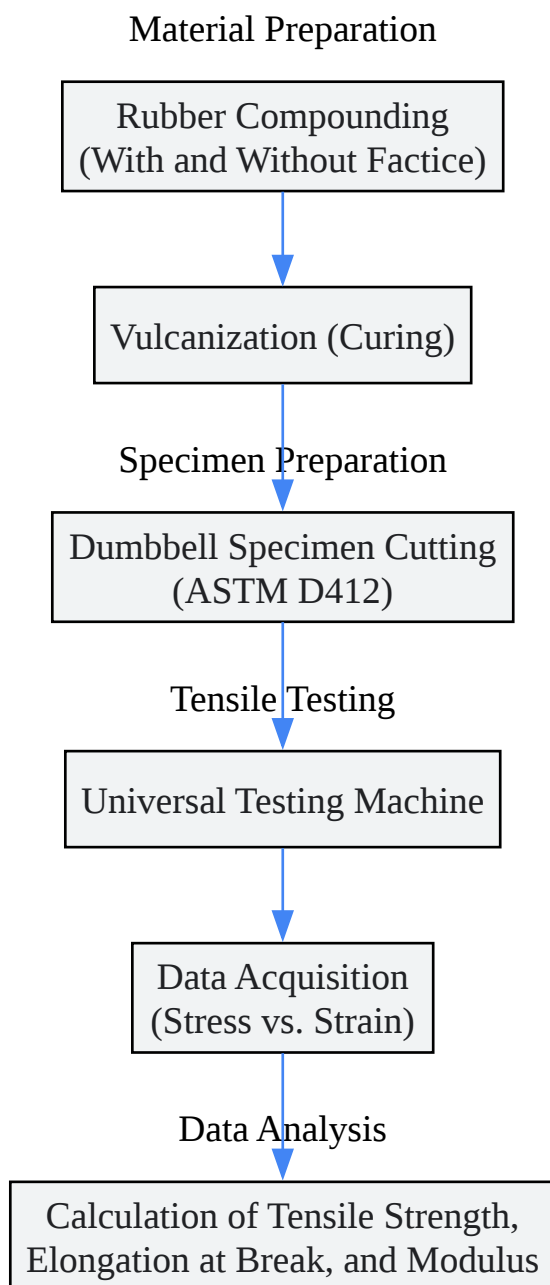 Material Preparation
Rubber Compounding
(With and Without Factice)
Vulcanization (Curing)
Specimen Preparation
Dumbbell Specimen Cutting
(ASTM D412)
Tensile Testing
Universal Testing Machine
Data Acquisition
(Stress vs. Strain)
Data Analysis
Calculation of Tensile Strength,
Elongation at Break, and Modulus